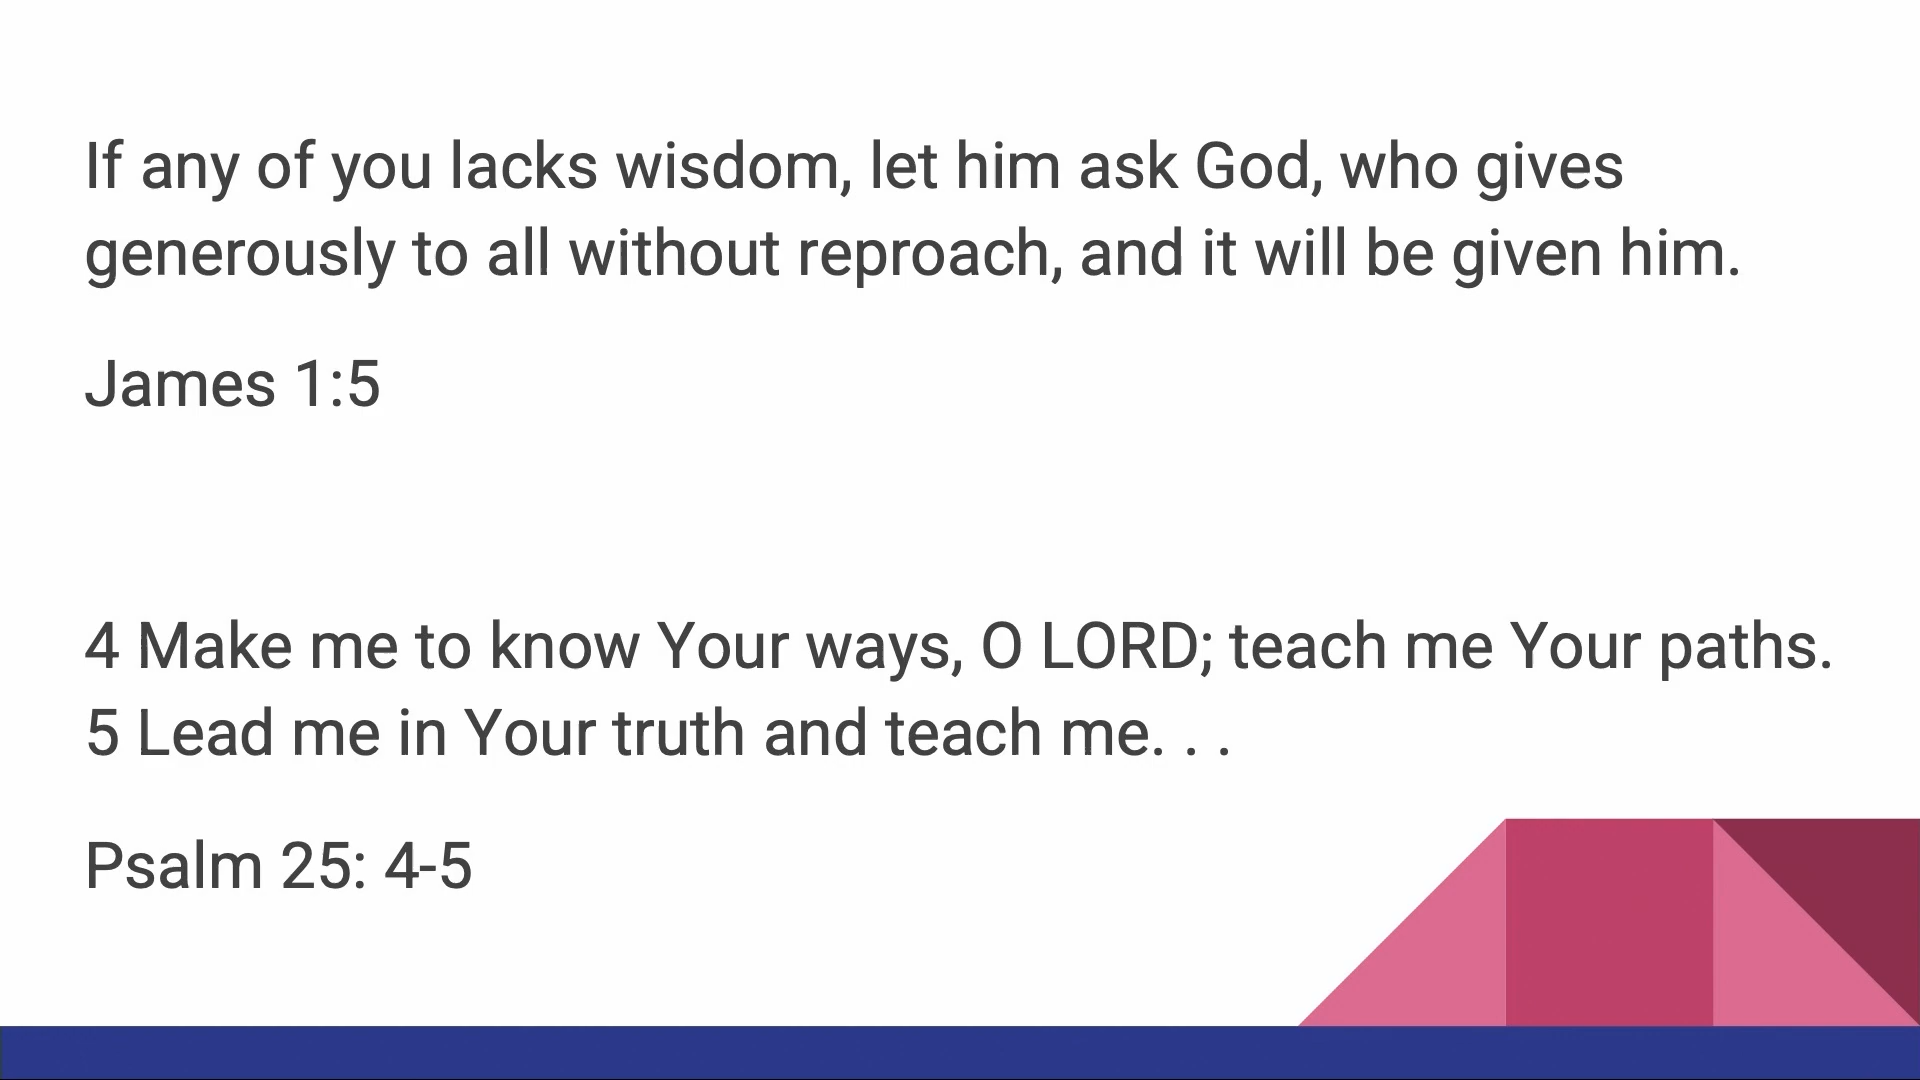 If any of you lacks wisdom, let him ask God, who gives
generously to all without reproach, and it will be given him.
James 1:5
4 Make me to know Your ways, O LORD; teach me Your paths.
5 Lead me in Your truth and teach me. . .
Psalm 25: 4-5